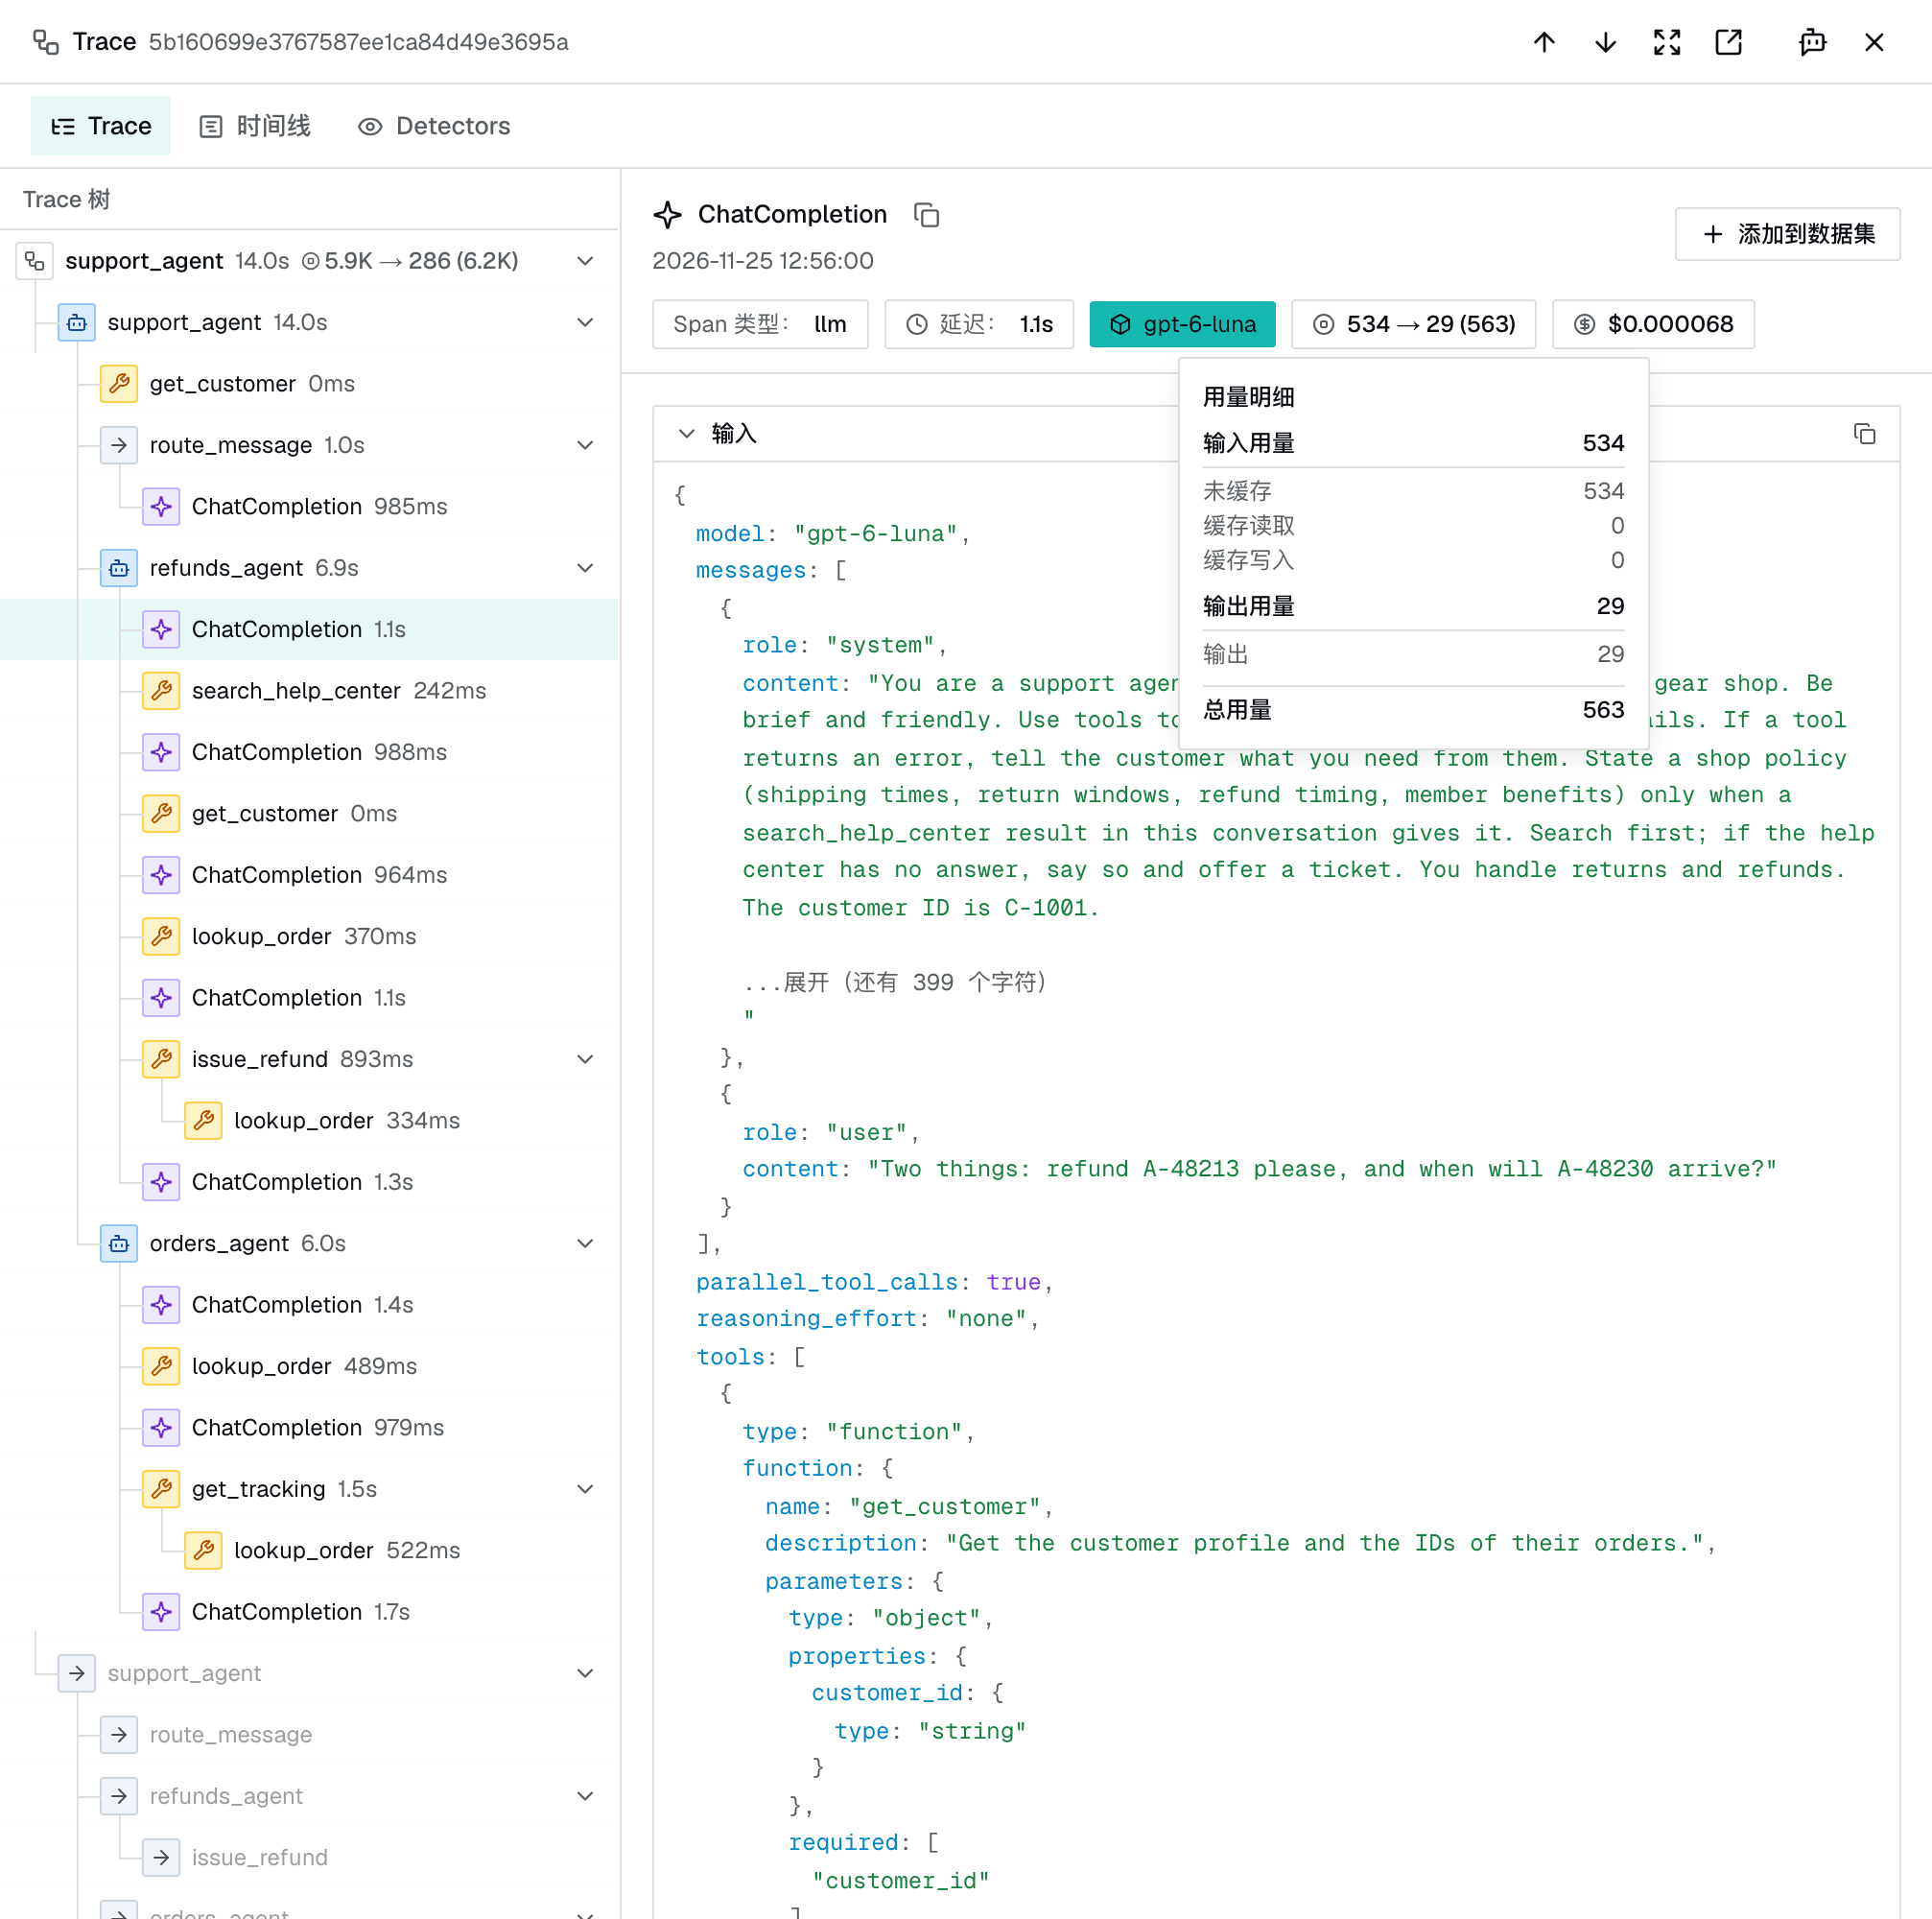 Trace 5b160699e3767587ee1ca84d49e3695a
Trace 时间线 Detectors
Trace 树
support_agent 14.0s 5.9K → 286 (6.2K)
support_agent 14.0s
get_customer 0ms
route_message 1.0s
ChatCompletion 985ms
refunds_agent 6.9s
ChatCompletion 1.1s
search_help_center 242ms
ChatCompletion 988ms
get_customer 0ms
ChatCompletion 964ms
lookup_order 370ms
ChatCompletion 1.1s
issue_refund 893ms
lookup_order 334ms
ChatCompletion 1.3s
orders_agent 6.0s
ChatCompletion 1.4s
lookup_order 489ms
ChatCompletion 979ms
get_tracking 1.5s
lookup_order 522ms
ChatCompletion 1.7s
support_agent
route_message
refunds_agent
issue_refund
orders_agent
ChatCompletion
2026-11-25 12:56:00
添加到数据集
Span 类型： llm
延迟： 1.1s
gpt-6-luna
534 → 29 (563)
$0.000068
用量明细
输入用量 534
未缓存 534
缓存读取 0
缓存写入 0
输出用量 29
输出 29
总用量 563
输入
{
model: "gpt-6-luna",
messages: [
{
role: "system",
content: "You are a support gear shop. Be
brief and friendly. Use tools If a tool
returns an error, tell the customer what you need from them. State a shop policy
(shipping times, return windows, refund timing, member benefits) only when a
search_help_center result in this conversation gives it. Search first; if the help
center has no answer, say so and offer a ticket. You handle returns and refunds.
The customer ID is C-1001.
...展开（还有 399 个字符）
"
},
{
role: "user",
content: "Two things: refund A-48213 please, and when will A-48230 arrive?"
}
],
parallel_tool_calls: true,
reasoning_effort: "none",
tools: [
{
type: "function",
function: {
name: "get_customer",
description: "Get the customer profile and the IDs of their orders.",
parameters: {
type: "object",
properties: {
customer_id: {
type: "string"
}
},
required: [
"customer_id"
]